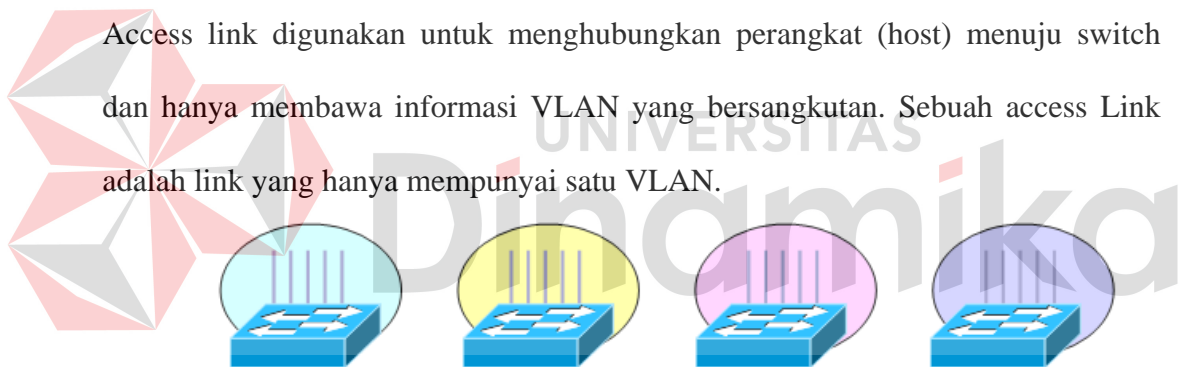 Access link digunakan untuk menghubungkan perangkat (host) menuju switch
dan hanya membawa informasi VLAN yang bersangkutan. Sebuah access Link
UNIVERSITAS
adalah link yang hanya mempunyai satu VLAN.
Dinamika